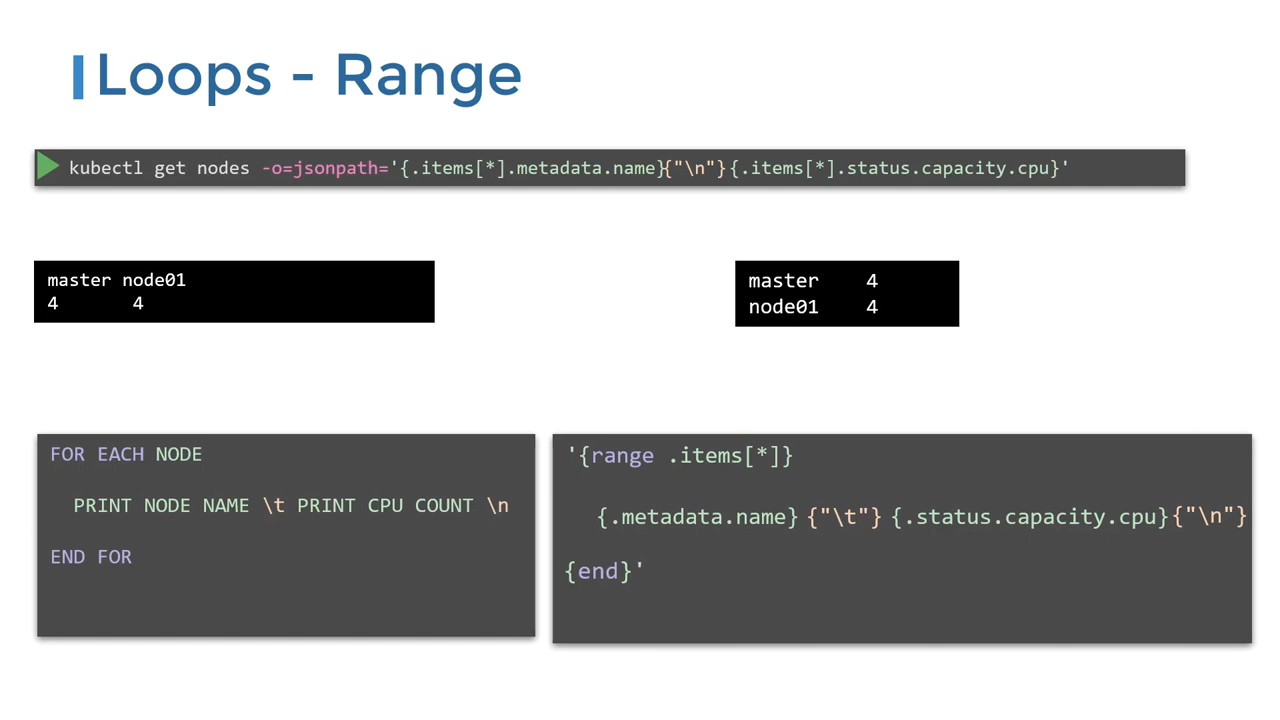 Loops - Range
kubectl get nodes -o=jsonpath='{.items[*].metadata.name}{"\n"}{.items[*].status.capacity.cpu}'
master node01
4 4
master 4
node01 4
FOR EACH NODE
PRINT NODE NAME \t PRINT CPU COUNT \n
END FOR
'{range .items[*]}
{.metadata.name} {"\t"} {.status.capacity.cpu}{"\n"}
{end}'